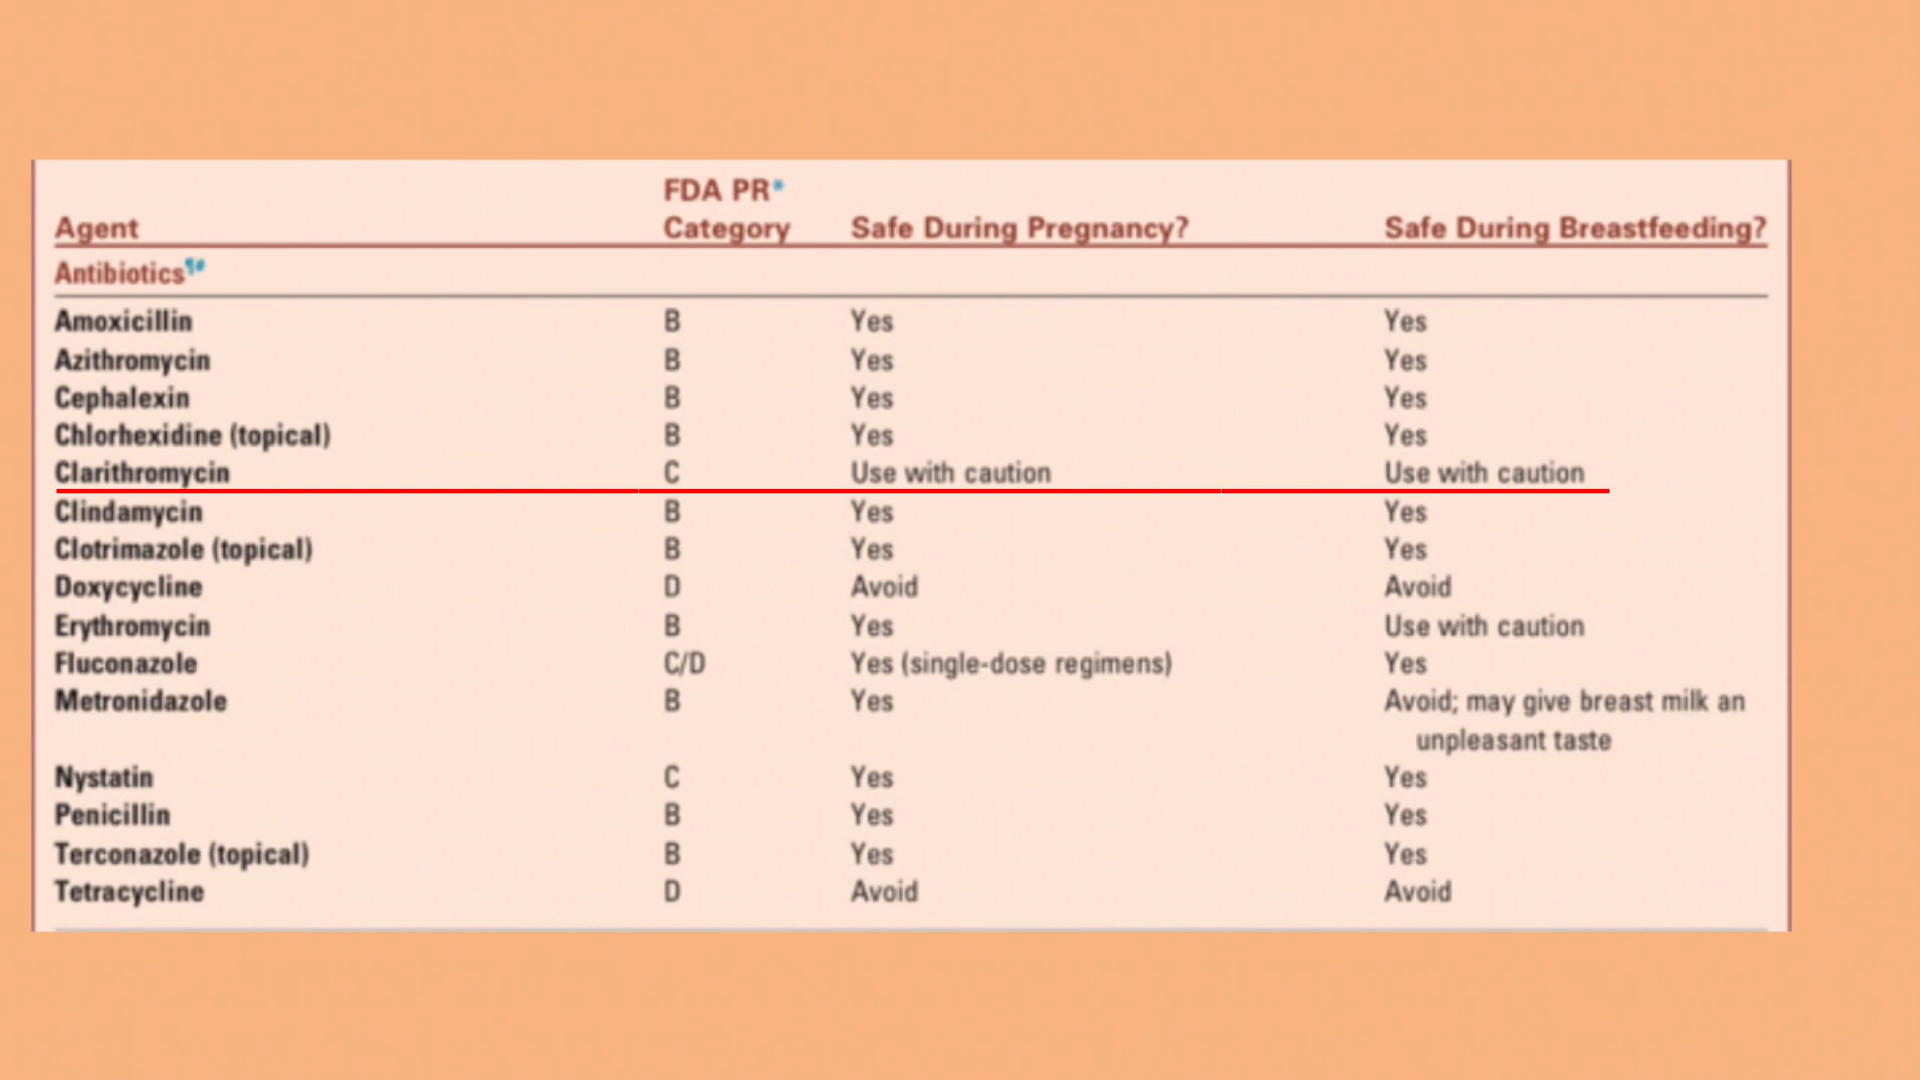 FDA PR*
Agent Category Safe During Pregnancy? Safe During Breastfeeding?
Antibiotics¶#
Amoxicillin B Yes Yes
Azithromycin B Yes Yes
Cephalexin B Yes Yes
Chlorhexidine (topical) B Yes Yes
Clarithromycin C Use with caution Use with caution
Clindamycin B Yes Yes
Clotrimazole (topical) B Yes Yes
Doxycycline D Avoid Avoid
Erythromycin B Yes Use with caution
Fluconazole C/D Yes (single-dose regimens) Yes
Metronidazole B Yes Avoid; may give breast milk an
unpleasant taste
Nystatin C Yes Yes
Penicillin B Yes Yes
Terconazole (topical) B Yes Yes
Tetracycline D Avoid Avoid